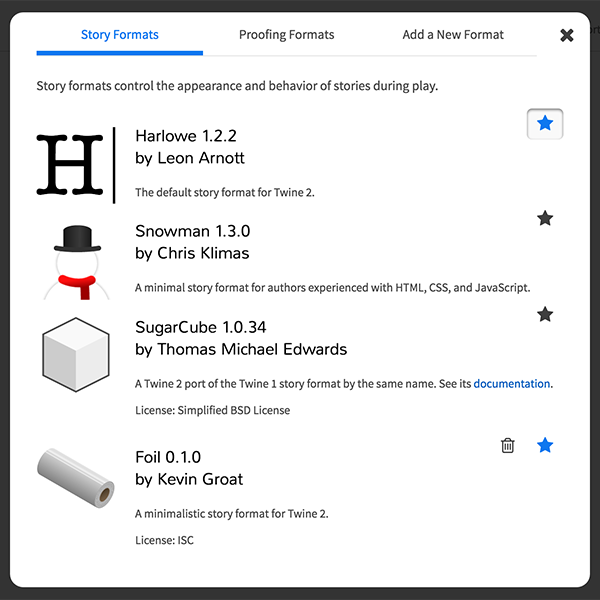 Story Formats
Proofing Formats
Add a New Format
Story formats control the appearance and behavior of stories during play.
H
Harlowe 1.2.2
by Leon Arnott
The default story format for Twine 2.
Snowman 1.3.0
by Chris Klimas
A minimal story format for authors experienced with HTML, CSS, and JavaScript.
SugarCube 1.0.34
by Thomas Michael Edwards
A Twine 2 port of the Twine 1 story format by the same name. See its documentation.
License: Simplified BSD License
Foil 0.1.0
by Kevin Groat
A minimalistic story format for Twine 2.
License: ISC